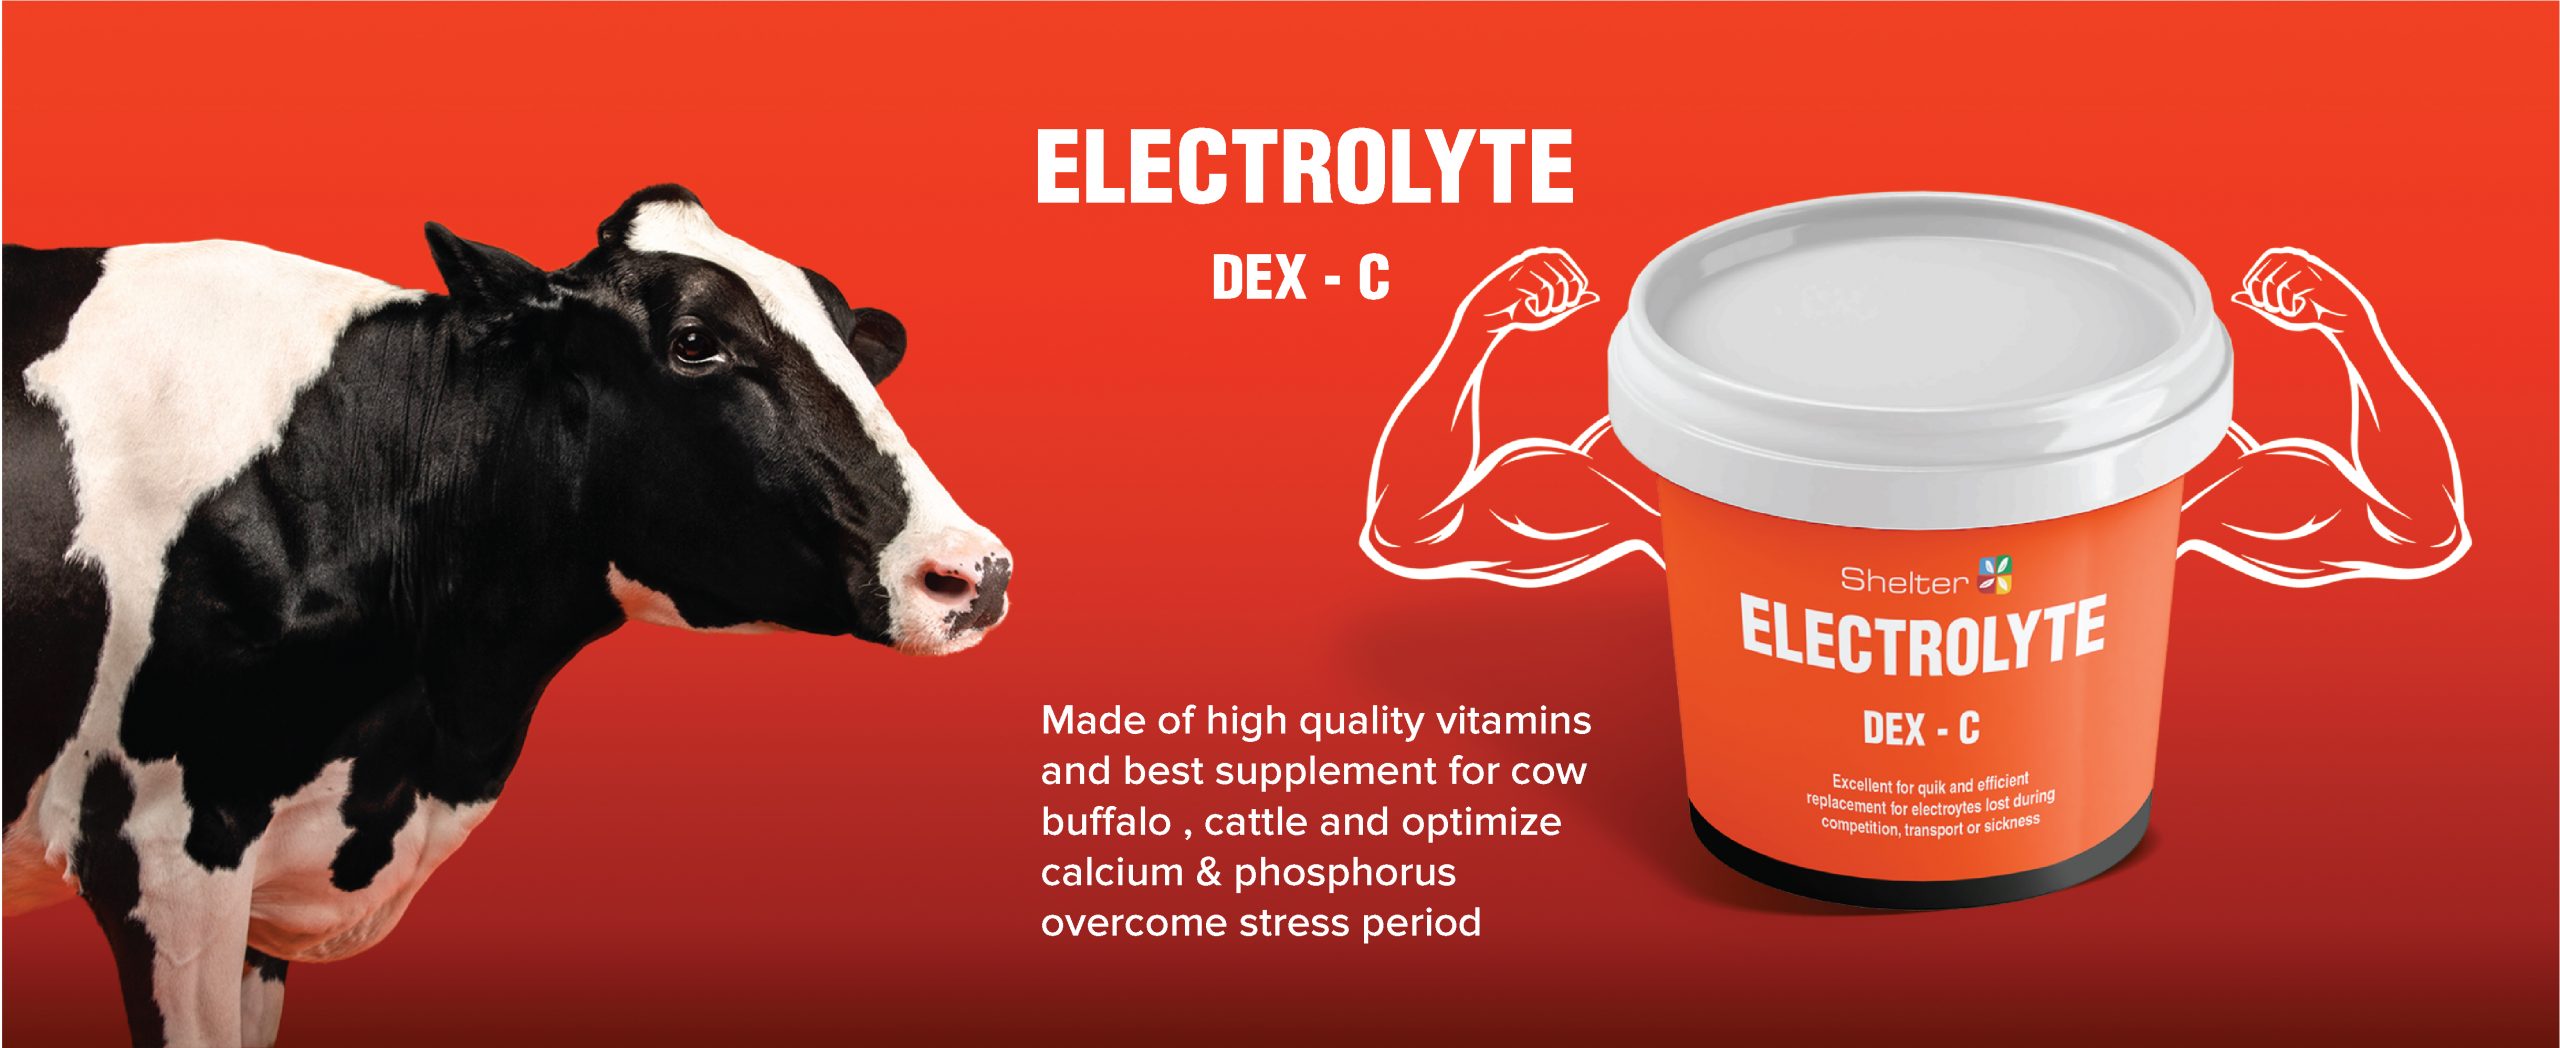 ELECTROLYTE
DEX - C
Made of high quality vitamins
and best supplement for cow
buffalo , cattle and optimize
calcium & phosphorus
overcome stress period
Shelter
ELECTROLYTE
DEX - C
Excellent for quik and efficient
replacement for electroytes lost during
competition, transport or sickness